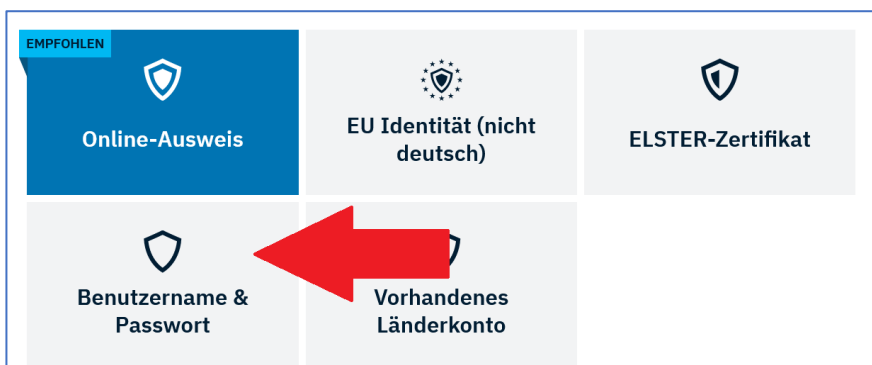 EMPFOHLEN
Online-Ausweis
EU Identität (nicht
deutsch)
ELSTER-Zertifikat
Benutzername &
Passwort
Vorhandenes
Länderkonto